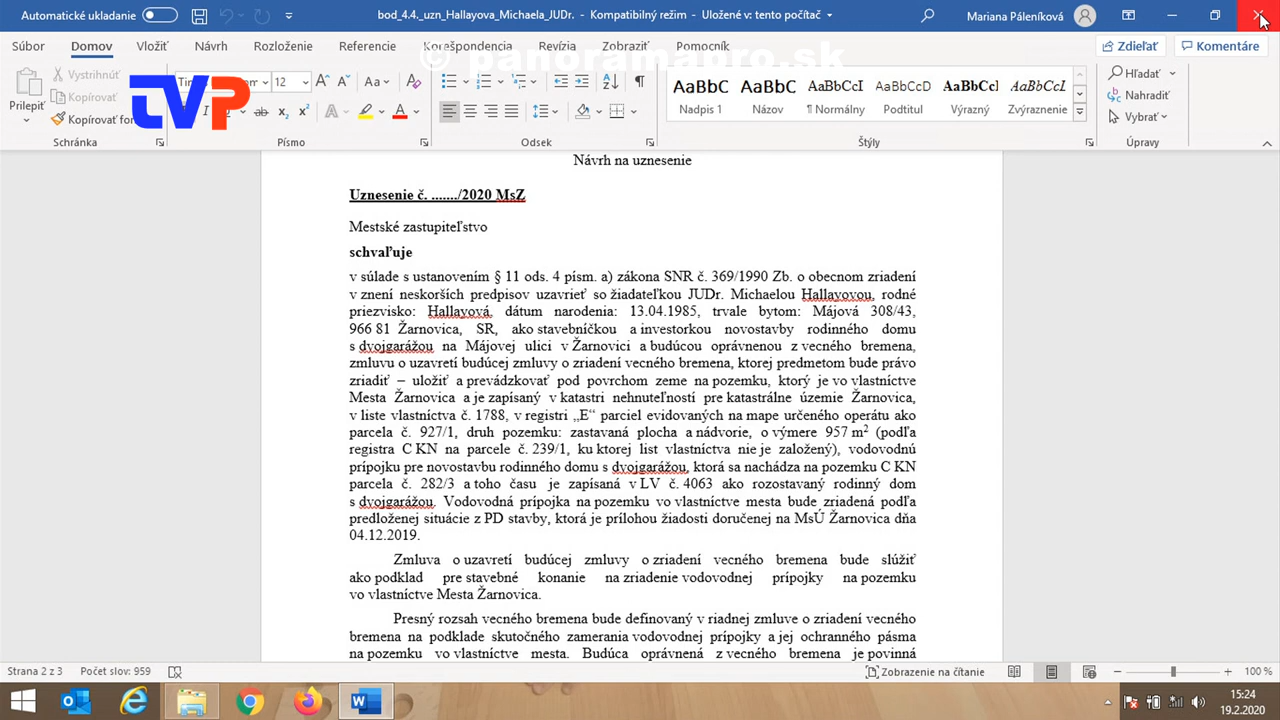 Automatické ukladanie
bod_4.4._uzn_Hallayova_Michaela_JUDr. - Kompatibilný režim - Uložené v: tento počítač
Mariana Páleníková
Súbor Domov Vložiť Návrh Rozloženie Referencie Korešpondencia Revízia Zobraziť Pomocník
Zdieľať Komentáre
© panoramapro.sk
TVP
Prilepiť
Vystrihnúť
Kopírovať
Kopírovať for
12
AaBbC AaBbC AaBbCcI AaBbCcD AaBbCcI AaBbCcL
Nadpis 1 Názov ¶ Normálny Podtitul Výrazný Zvýraznenie
Hľadať
Nahradiť
Vybrať
Schránka Písmo Odsek Štýly Úpravy
Návrh na uznesenie
Uznesenie č. ......./2020 MsZ
Mestské zastupiteľstvo
schvaľuje
v súlade s ustanovením § 11 ods. 4 písm. a) zákona SNR č. 369/1990 Zb. o obecnom zriadení
v znení neskorších predpisov uzavrieť so žiadateľkou JUDr. Michaelou Hallayovou, rodné
priezvisko: Hallayová, dátum narodenia: 13.04.1985, trvale bytom: Májová 308/43,
966 81 Žarnovica, SR, ako stavebníčkou a investorkou novostavby rodinného domu
s dvojgarážou na Májovej ulici v Žarnovici a budúcou oprávnenou z vecného bremena,
zmluvu o uzavretí budúcej zmluvy o zriadení vecného bremena, ktorej predmetom bude právo
zriadiť – uložiť a prevádzkovať pod povrchom zeme na pozemku, ktorý je vo vlastníctve
Mesta Žarnovica a je zapísaný v katastri nehnuteľností pre katastrálne územie Žarnovica,
v liste vlastníctva č. 1788, v registri „E“ parciel evidovaných na mape určeného operátu ako
parcela č. 927/1, druh pozemku: zastavaná plocha a nádvorie, o výmere 957 m² (podľa
registra C KN na parcele č. 239/1, ku ktorej list vlastníctva nie je založený), vodovodnú
prípojku pre novostavbu rodinného domu s dvojgarážou, ktorá sa nachádza na pozemku C KN
parcela č. 282/3 a toho času je zapísaná v LV č. 4063 ako rozostavaný rodinný dom
s dvojgarážou. Vodovodná prípojka na pozemku vo vlastníctve mesta bude zriadená podľa
predloženej situácie z PD stavby, ktorá je prílohou žiadosti doručenej na MsÚ Žarnovica dňa
04.12.2019.
Zmluva o uzavretí budúcej zmluvy o zriadení vecného bremena bude slúžiť
ako podklad pre stavebné konanie na zriadenie vodovodnej prípojky na pozemku
vo vlastníctve Mesta Žarnovica.
Presný rozsah vecného bremena bude definovaný v riadnej zmluve o zriadení vecného
bremena na podklade skutočného zamerania vodovodnej prípojky a jej ochranného pásma
na pozemku vo vlastníctve mesta. Budúca oprávnená z vecného bremena je povinná
Strana 2 z 3 Počet slov: 959
Zobrazenie na čítanie
100 %
15:24
19.2.2020